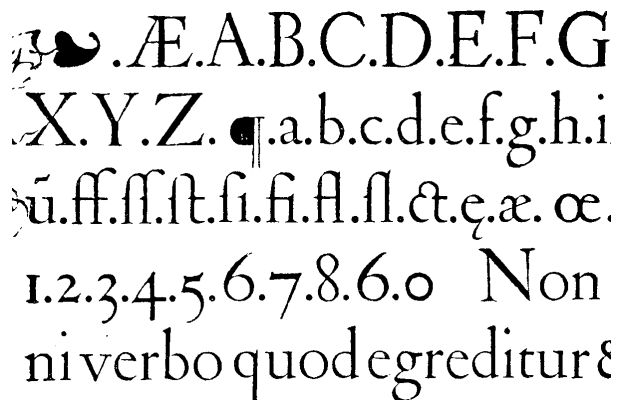 ❧ .Æ.A.B.C.D.E.F.G
X.Y.Z. ¶.a.b.c.d.e.f.g.h.i.
ū.ff.ſſ.ſt.ſi.fi.fl.ſl.ct.ę.æ. œ.
1.2.3.4.5.6.7.8.6.0 Non
ni verbo quod egreditur &